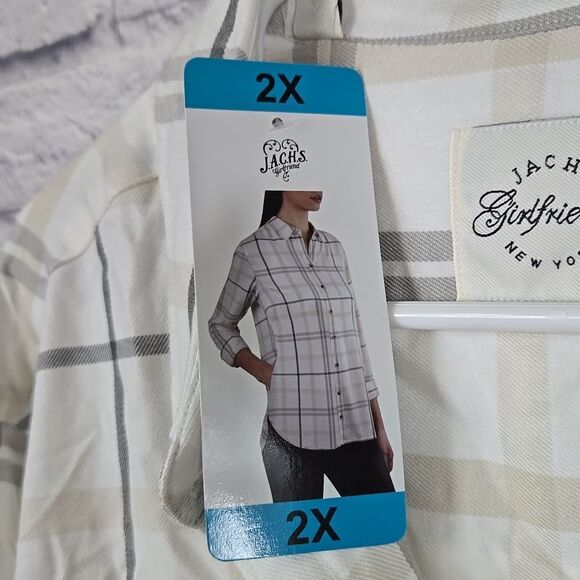 2X
J.A.C.H.S.
Girlfriend
2X
JACH
Girlfrie
NEW YO